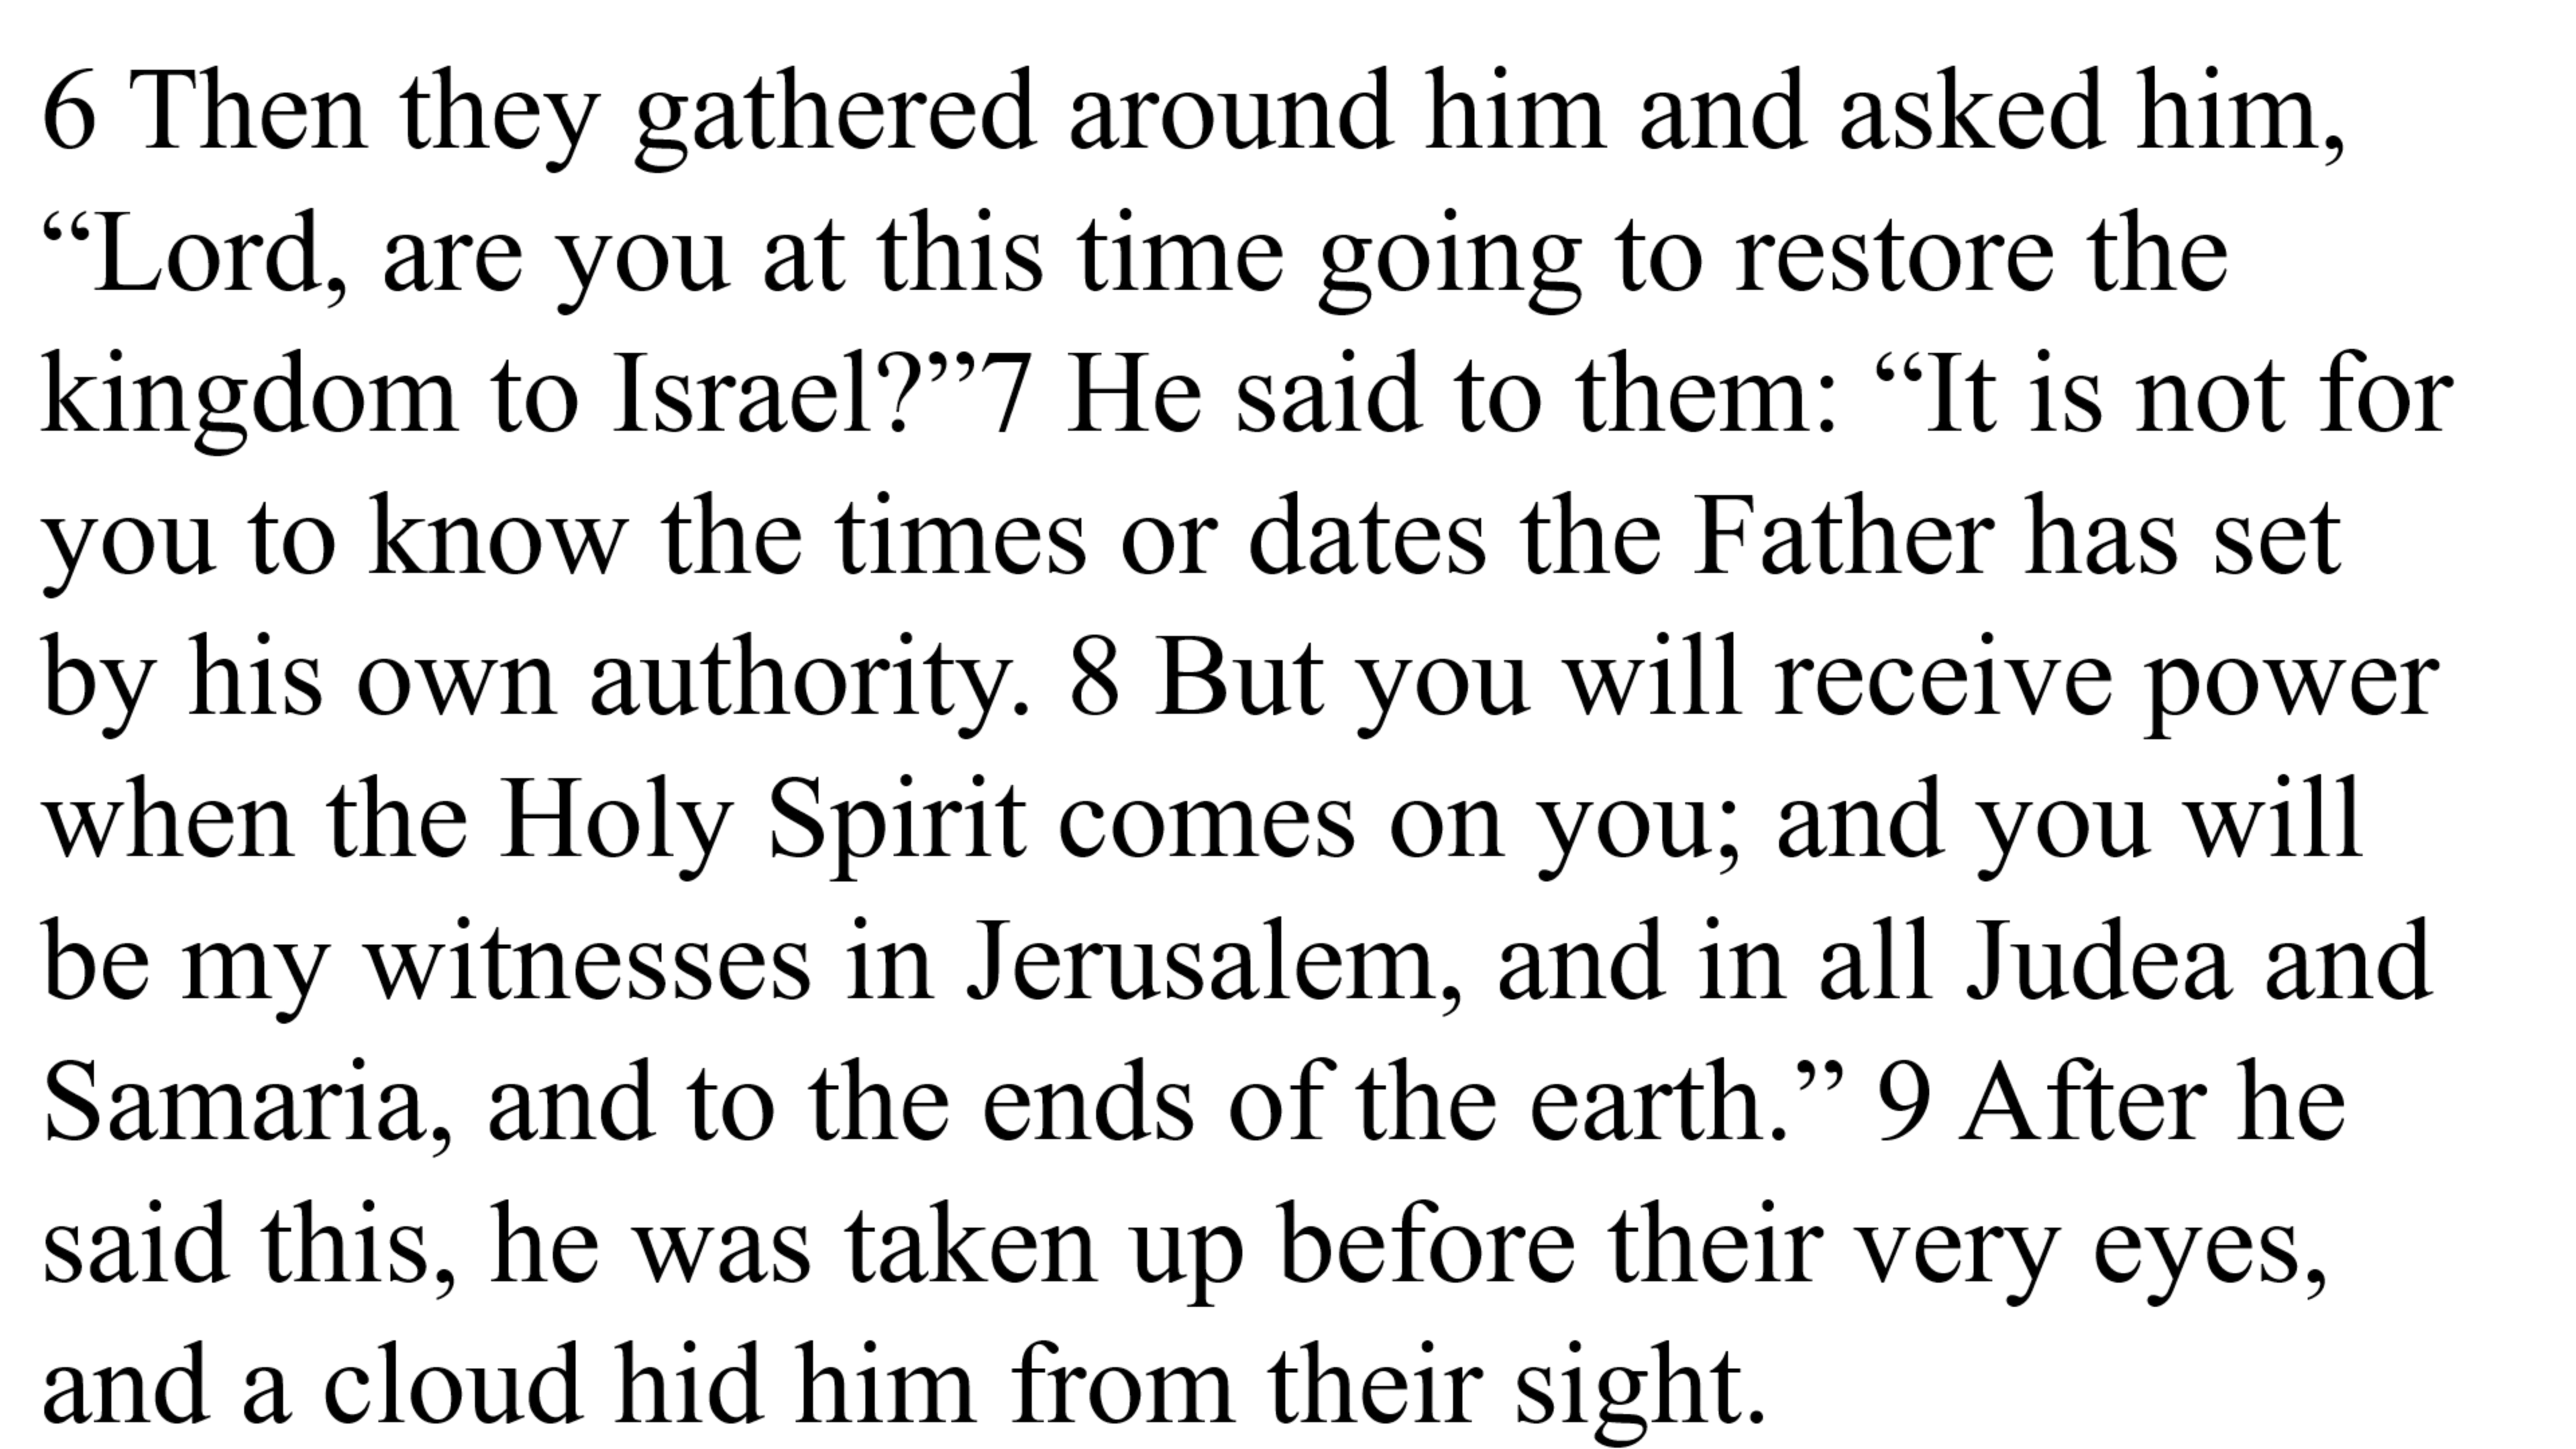 6 Then they gathered around him and asked him,
“Lord, are you at this time going to restore the
kingdom to Israel?”7 He said to them: “It is not for
you to know the times or dates the Father has set
by his own authority. 8 But you will receive power
when the Holy Spirit comes on you; and you will
be my witnesses in Jerusalem, and in all Judea and
Samaria, and to the ends of the earth.” 9 After he
said this, he was taken up before their very eyes,
and a cloud hid him from their sight.